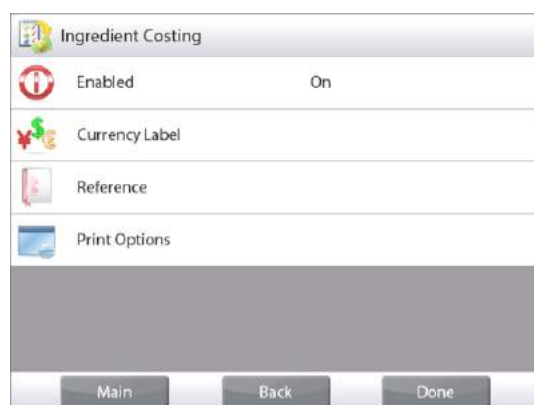 Ingredient Costing
Enabled On
Currency Label
Reference
Print Options
Main Back Done